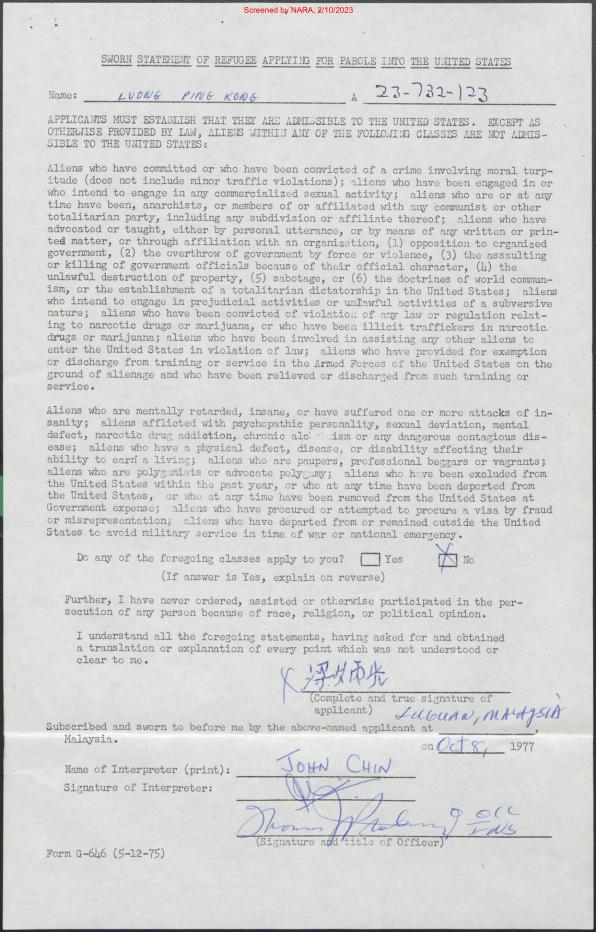 Screened by NARA, 2/10/2023
SWORN STATEMENT OF REFUGEE APPLYING FOR PAROLE INTO THE UNITED STATES
Name: LUONG PING KONG A 23-732-123
APPLICANTS MUST ESTABLISH THAT THEY ARE ADMISSIBLE TO THE UNITED STATES. EXCEPT AS
OTHERWISE PROVIDED BY LAW, ALIENS WITHIN ANY OF THE FOLLOWING CLASSES ARE NOT ADMIS-
SIBLE TO THE UNITED STATES:
Aliens who have committed or who have been convicted of a crime involving moral turp-
itude (does not include minor traffic violations); aliens who have been engaged in or
who intend to engage in any commercialized sexual activity; aliens who are or at any
time have been, anarchists, or members of or affiliated with any communist or other
totalitarian party, including any subdivision or affiliate thereof; aliens who have
advocated or taught, either by personal utterance, or by means of any written or prin-
ted matter, or through affiliation with an organization, (1) opposition to organized
government, (2) the overthrow of government by force or violence, (3) the assaulting
or killing of government officials because of their official character, (4) the
unlawful destruction of property, (5) sabotage, or (6) the doctrines of world commun-
ism, or the establishment of a totalitarian dictatorship in the United States; aliens
who intend to engage in prejudicial activities or unlawful activities of a subversive
nature; aliens who have been convicted of violation of any law or regulation relat-
ing to narcotic drugs or marijuana, or who have been illicit traffickers in narcotic
drugs or marijuana; aliens who have been involved in assisting any other aliens to
enter the United States in violation of law; aliens who have provided for exemption
or discharge from training or service in the Armed Forces of the United States on the
ground of alienage and who have been relieved or discharged from such training or
service.
Aliens who are mentally retarded, insane, or have suffered one or more attacks of in-
sanity; aliens afflicted with psychopathic personality, sexual deviation, mental
defect, narcotic drug addiction, chronic alcoholism or any dangerous contagious dis-
ease; aliens who have a physical defect, disease, or disability affecting their
ability to earn a living; aliens who are paupers, professional beggars or vagrants;
aliens who are polygamists or advocate polygamy; aliens who have been excluded from
the United States within the past year, or who at any time have been deported from
the United States, or who at any time have been removed from the United States at
Government expense; aliens who have procured or attempted to procure a visa by fraud
or misrepresentation; aliens who have departed from or remained outside the United
States to avoid military service in time of war or national emergency.
Do any of the foregoing classes apply to you? Yes X No
(If answer is Yes, explain on reverse)
Further, I have never ordered, assisted or otherwise participated in the per-
secution of any person because of race, religion, or political opinion.
I understand all the foregoing statements, having asked for and obtained
a translation or explanation of every point which was not understood or
clear to me.
X 梁
(Complete and true signature of
applicant)
MALAYSIA
Subscribed and sworn to before me by the above-named applicant at ,
Malaysia.
on Oct 8, 1977
Name of Interpreter (print): JOHN CHIN
Signature of Interpreter:
Thomas INS
(Signature and title of Officer)
Form G-646 (5-12-75)